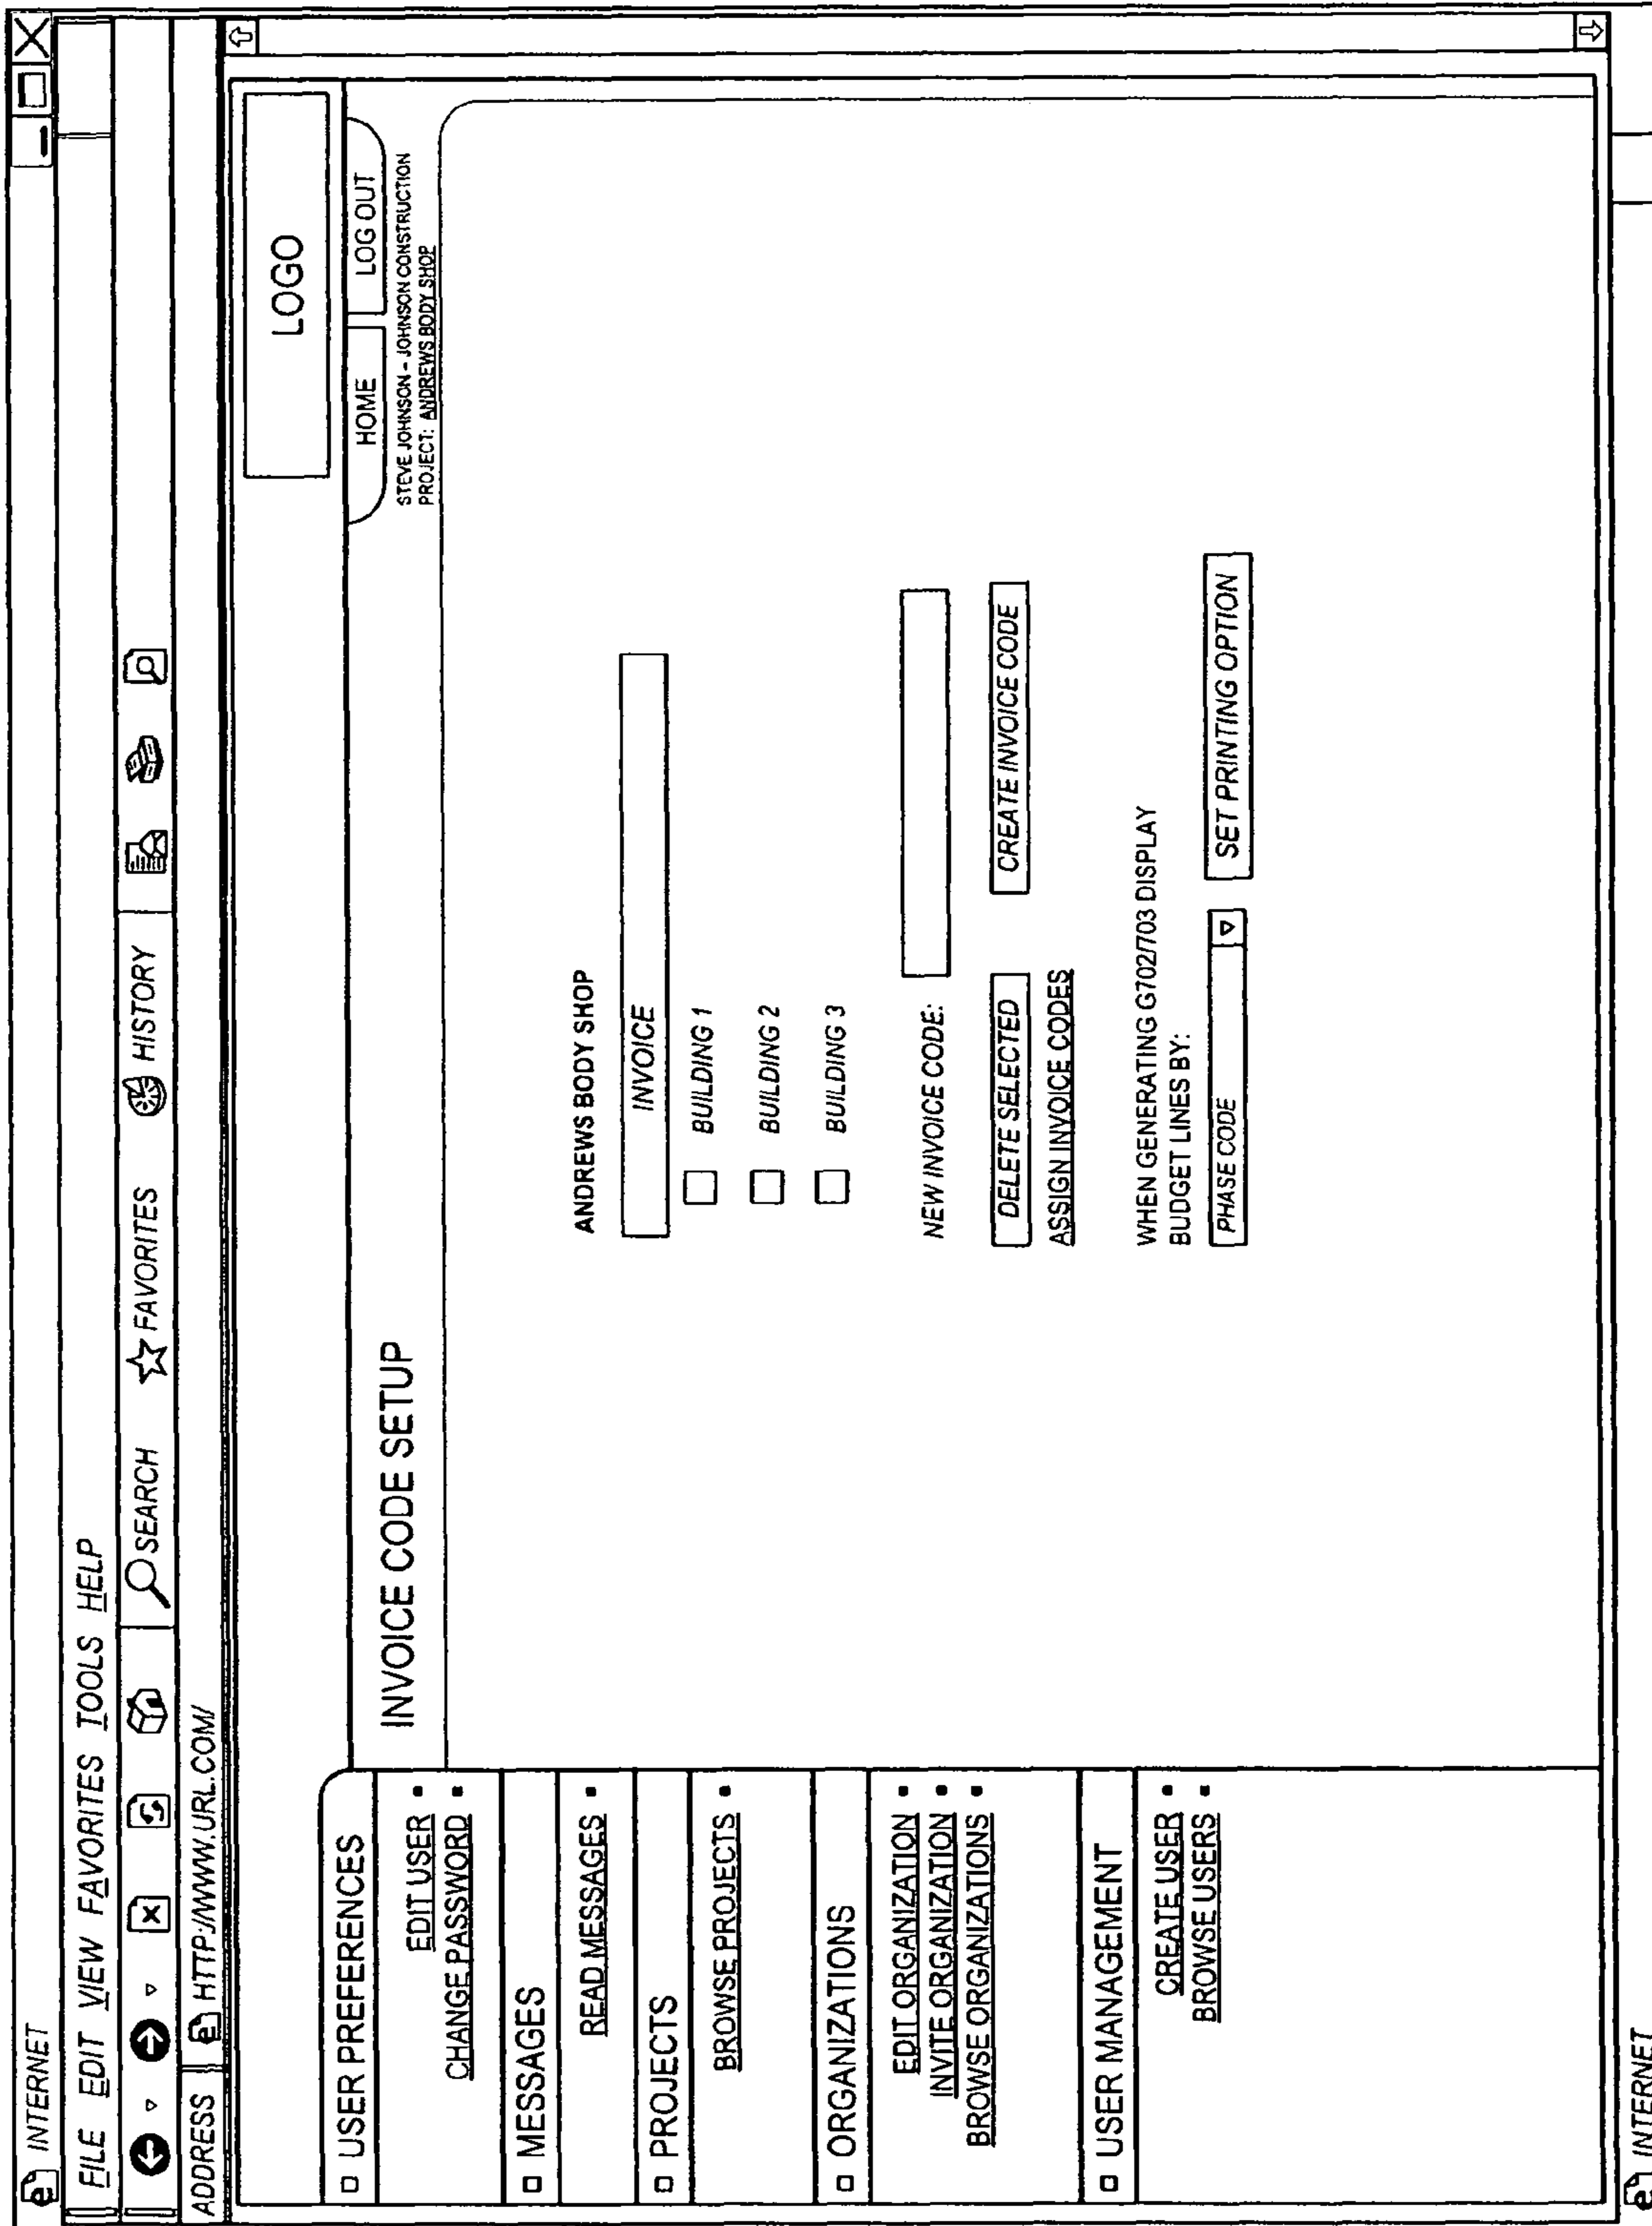 INTERNET
FILE EDIT VIEW FAVORITES TOOLS HELP
SEARCH FAVORITES HISTORY
ADDRESS HTTP:/WWW.URL.COM/
LOGO
HOME LOG OUT
STEVE JOHNSON – JOHNSON CONSTRUCTION
PROJECT: ANDREWS BODY SHOP
INVOICE CODE SETUP
USER PREFERENCES
EDIT USER
CHANGE PASSWORD
MESSAGES
READ MESSAGES
PROJECTS
BROWSE PROJECTS
ORGANIZATIONS
EDIT ORGANIZATION
INVITE ORGANIZATION
BROWSE ORGANIZATIONS
USER MANAGEMENT
CREATE USER
BROWSE USERS
ANDREWS BODY SHOP
INVOICE
BUILDING 1
BUILDING 2
BUILDING 3
NEW INVOICE CODE:
DELETE SELECTED CREATE INVOICE CODE
ASSIGN INVOICE CODES
WHEN GENERATING G702/703 DISPLAY
BUDGET LINES BY:
PHASE CODE SET PRINTING OPTION
INTERNET